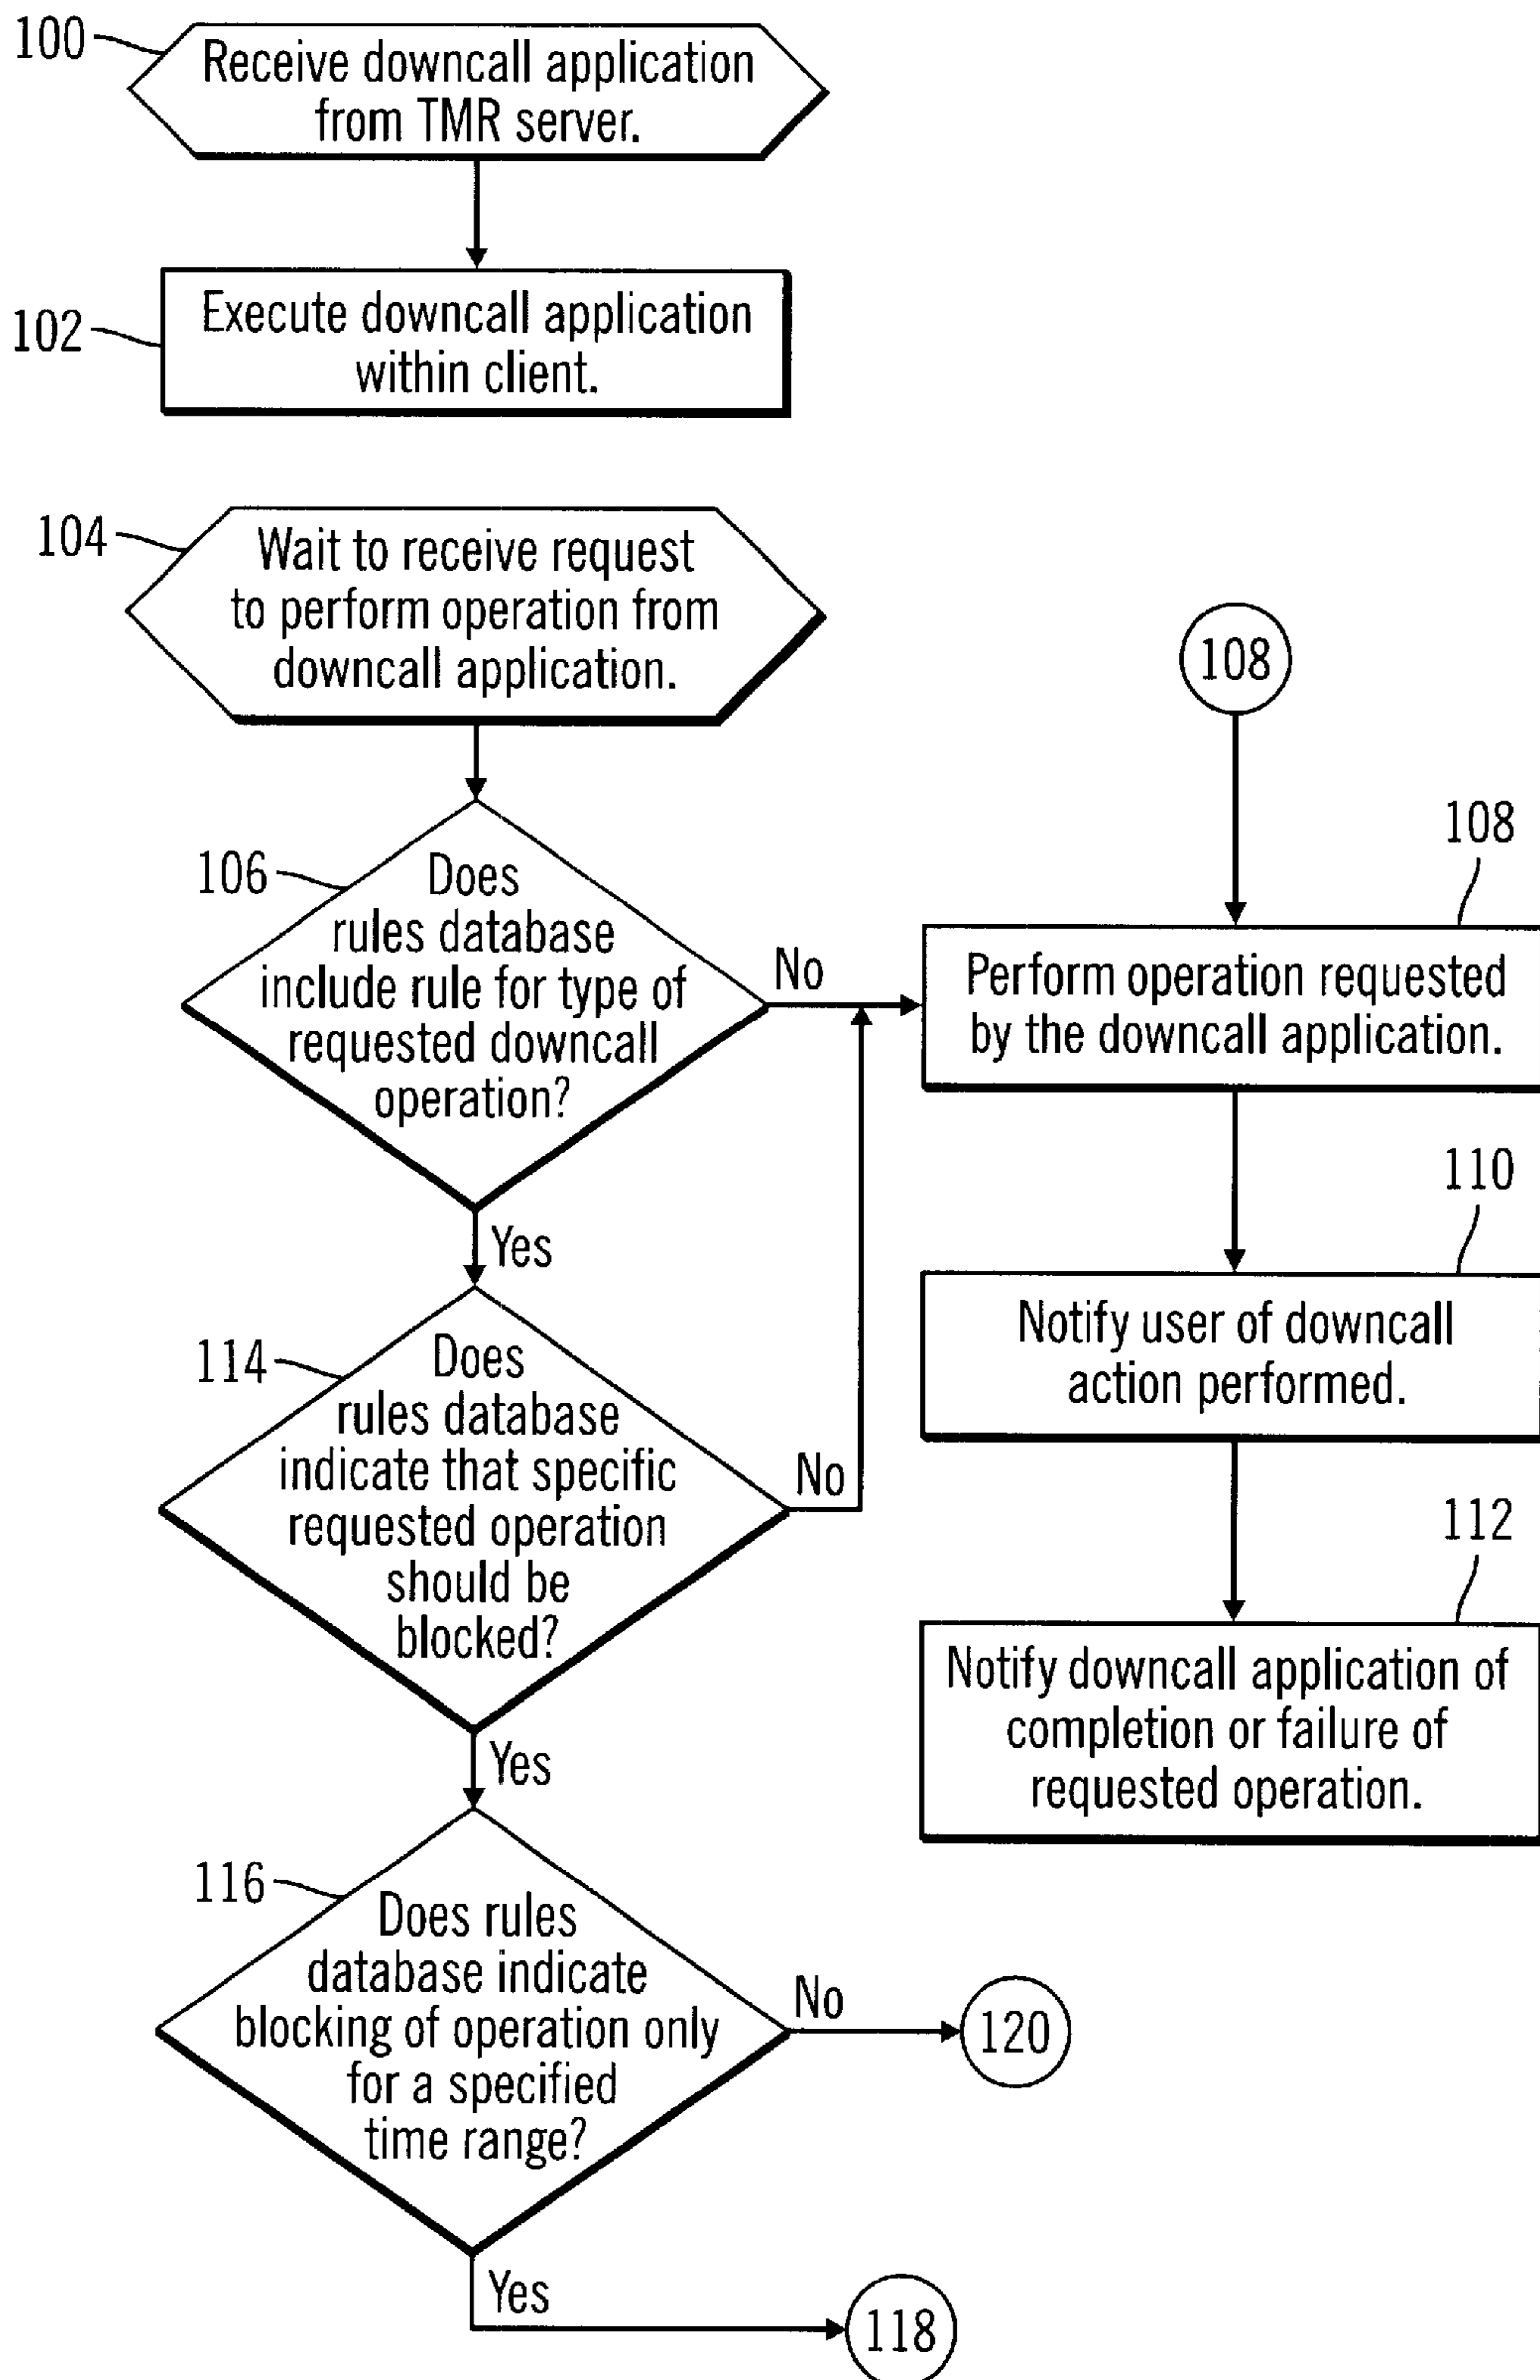 100
Receive downcall application
from TMR server.
102
Execute downcall application
within client.
104
Wait to receive request
to perform operation from
downcall application.
106
Does
rules database
include rule for type of
requested downcall
operation?
No
Yes
114
Does
rules database
indicate that specific
requested operation
should be
blocked?
No
Yes
116
Does rules
database indicate
blocking of operation only
for a specified
time range?
No
120
Yes
118
108
108
Perform operation requested
by the downcall application.
110
Notify user of downcall
action performed.
112
Notify downcall application of
completion or failure of
requested operation.